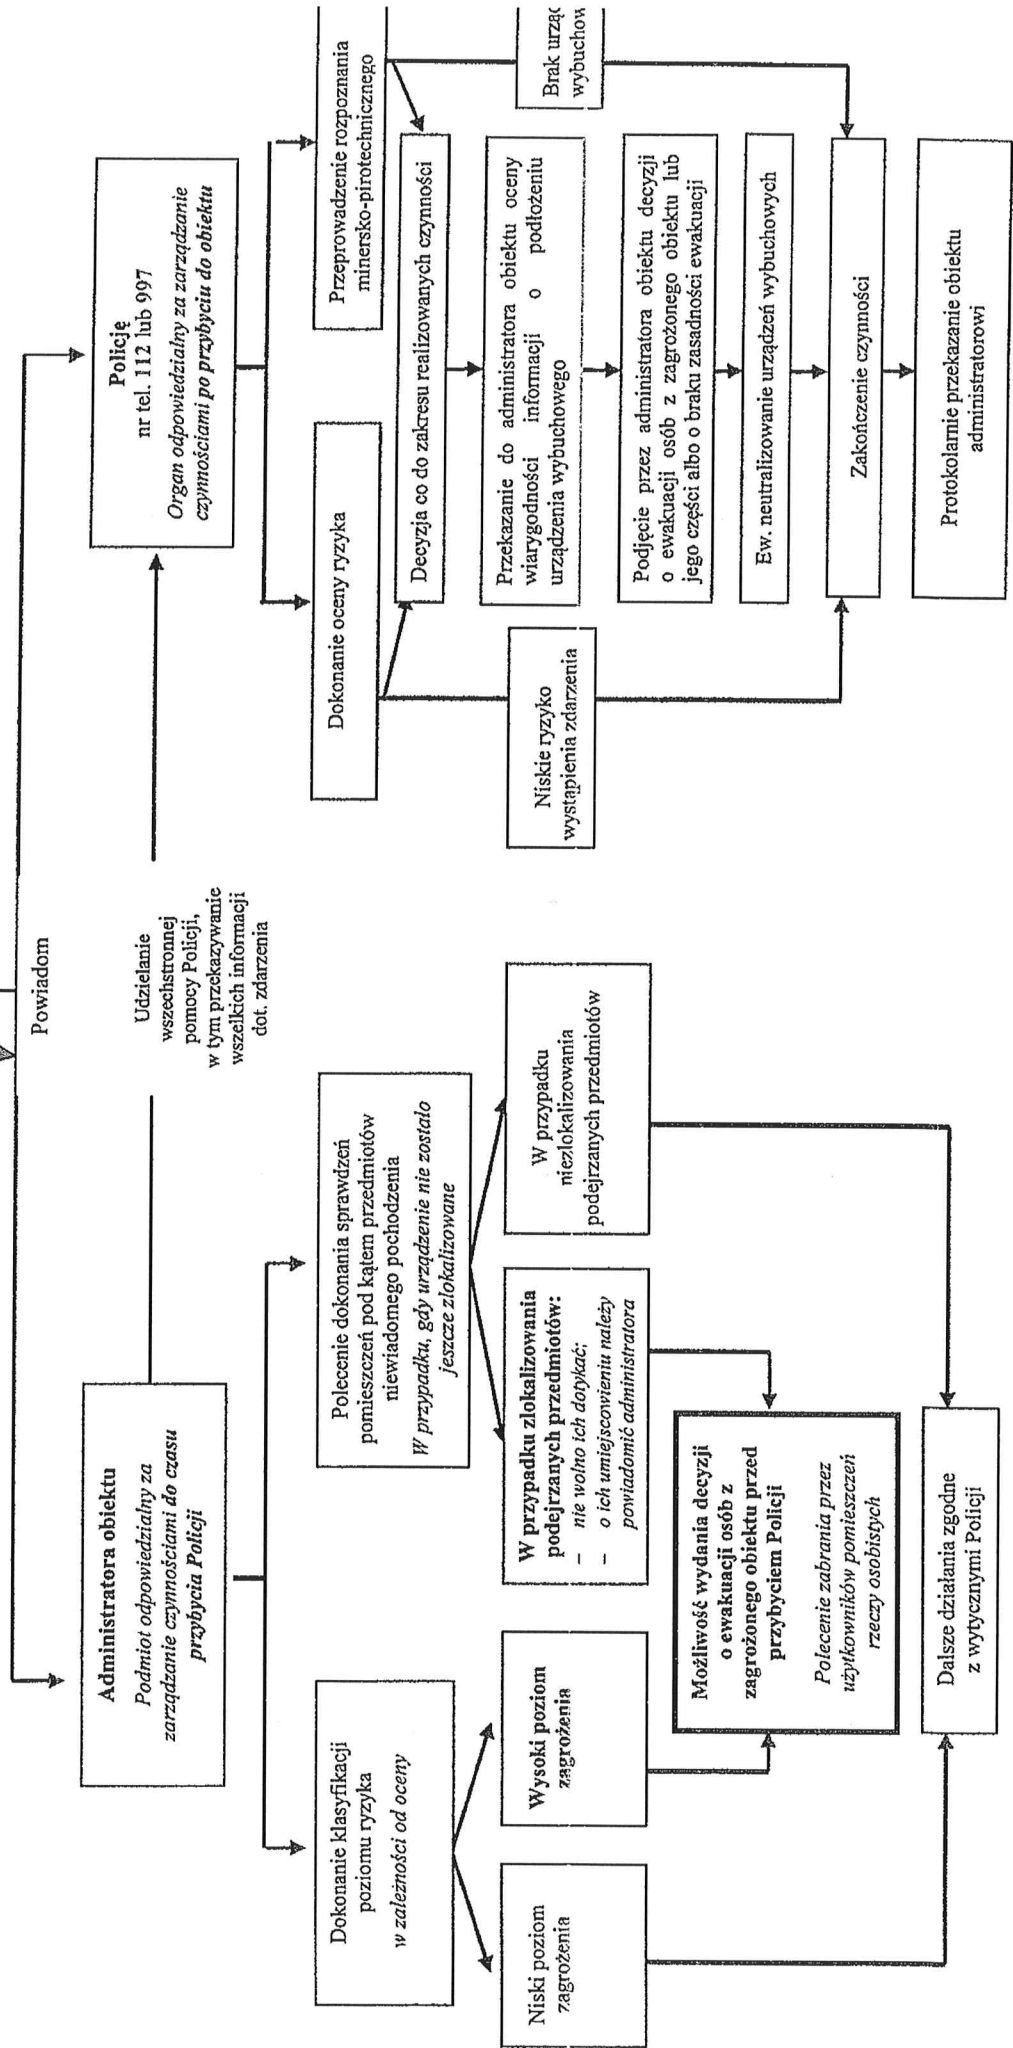 Powiadom
Administratora obiektu
Podmiot odpowiedzialny za
zarządzanie czynnościami do czasu
przybycia Policji
Udzielanie
wszechstronnej
pomocy Policji,
w tym przekazywanie
wszelkich informacji
dot. zdarzenia
Policję
nr tel. 112 lub 997
Organ odpowiedzialny za zarządzanie
czynnościami po przybyciu do obiektu
Dokonanie klasyfikacji
poziomu ryzyka
w zależności od oceny
Polecenie dokonania sprawdzeń
pomieszczeń pod kątem przedmiotów
niewiadomego pochodzenia
W przypadku, gdy urządzenie nie zostało
jeszcze zlokalizowane
Niski poziom
zagrożenia
Wysoki poziom
zagrożenia
W przypadku zlokalizowania
podejrzanych przedmiotów:
– nie wolno ich dotykać;
– o ich umiejscowieniu należy
powiadomić administratora
W przypadku
niezlokalizowania
podejrzanych przedmiotów
Możliwość wydania decyzji
o ewakuacji osób z
zagrożonego obiektu przed
przybyciem Policji
Polecenie zabrania przez
użytkowników pomieszczeń
rzeczy osobistych
Dalsze działania zgodne
z wytycznymi Policji
Dokonanie oceny ryzyka
Przeprowadzenie rozpoznania
minersko-pirotechnicznego
Decyzja co do zakresu realizowanych czynności
Niskie ryzyko
wystąpienia zdarzenia
Przekazanie do administratora obiektu oceny
wiarygodności informacji o podłożeniu
urządzenia wybuchowego
Brak
Podjęcie przez administratora obiektu decyzji
o ewakuacji osób z zagrożonego obiektu lub
jego części albo o braku zasadności ewakuacji
Ew. neutralizowanie urządzeń wybuchowych
Zakończenie czynności
Protokolarnie przekazanie obiektu
administratorowi